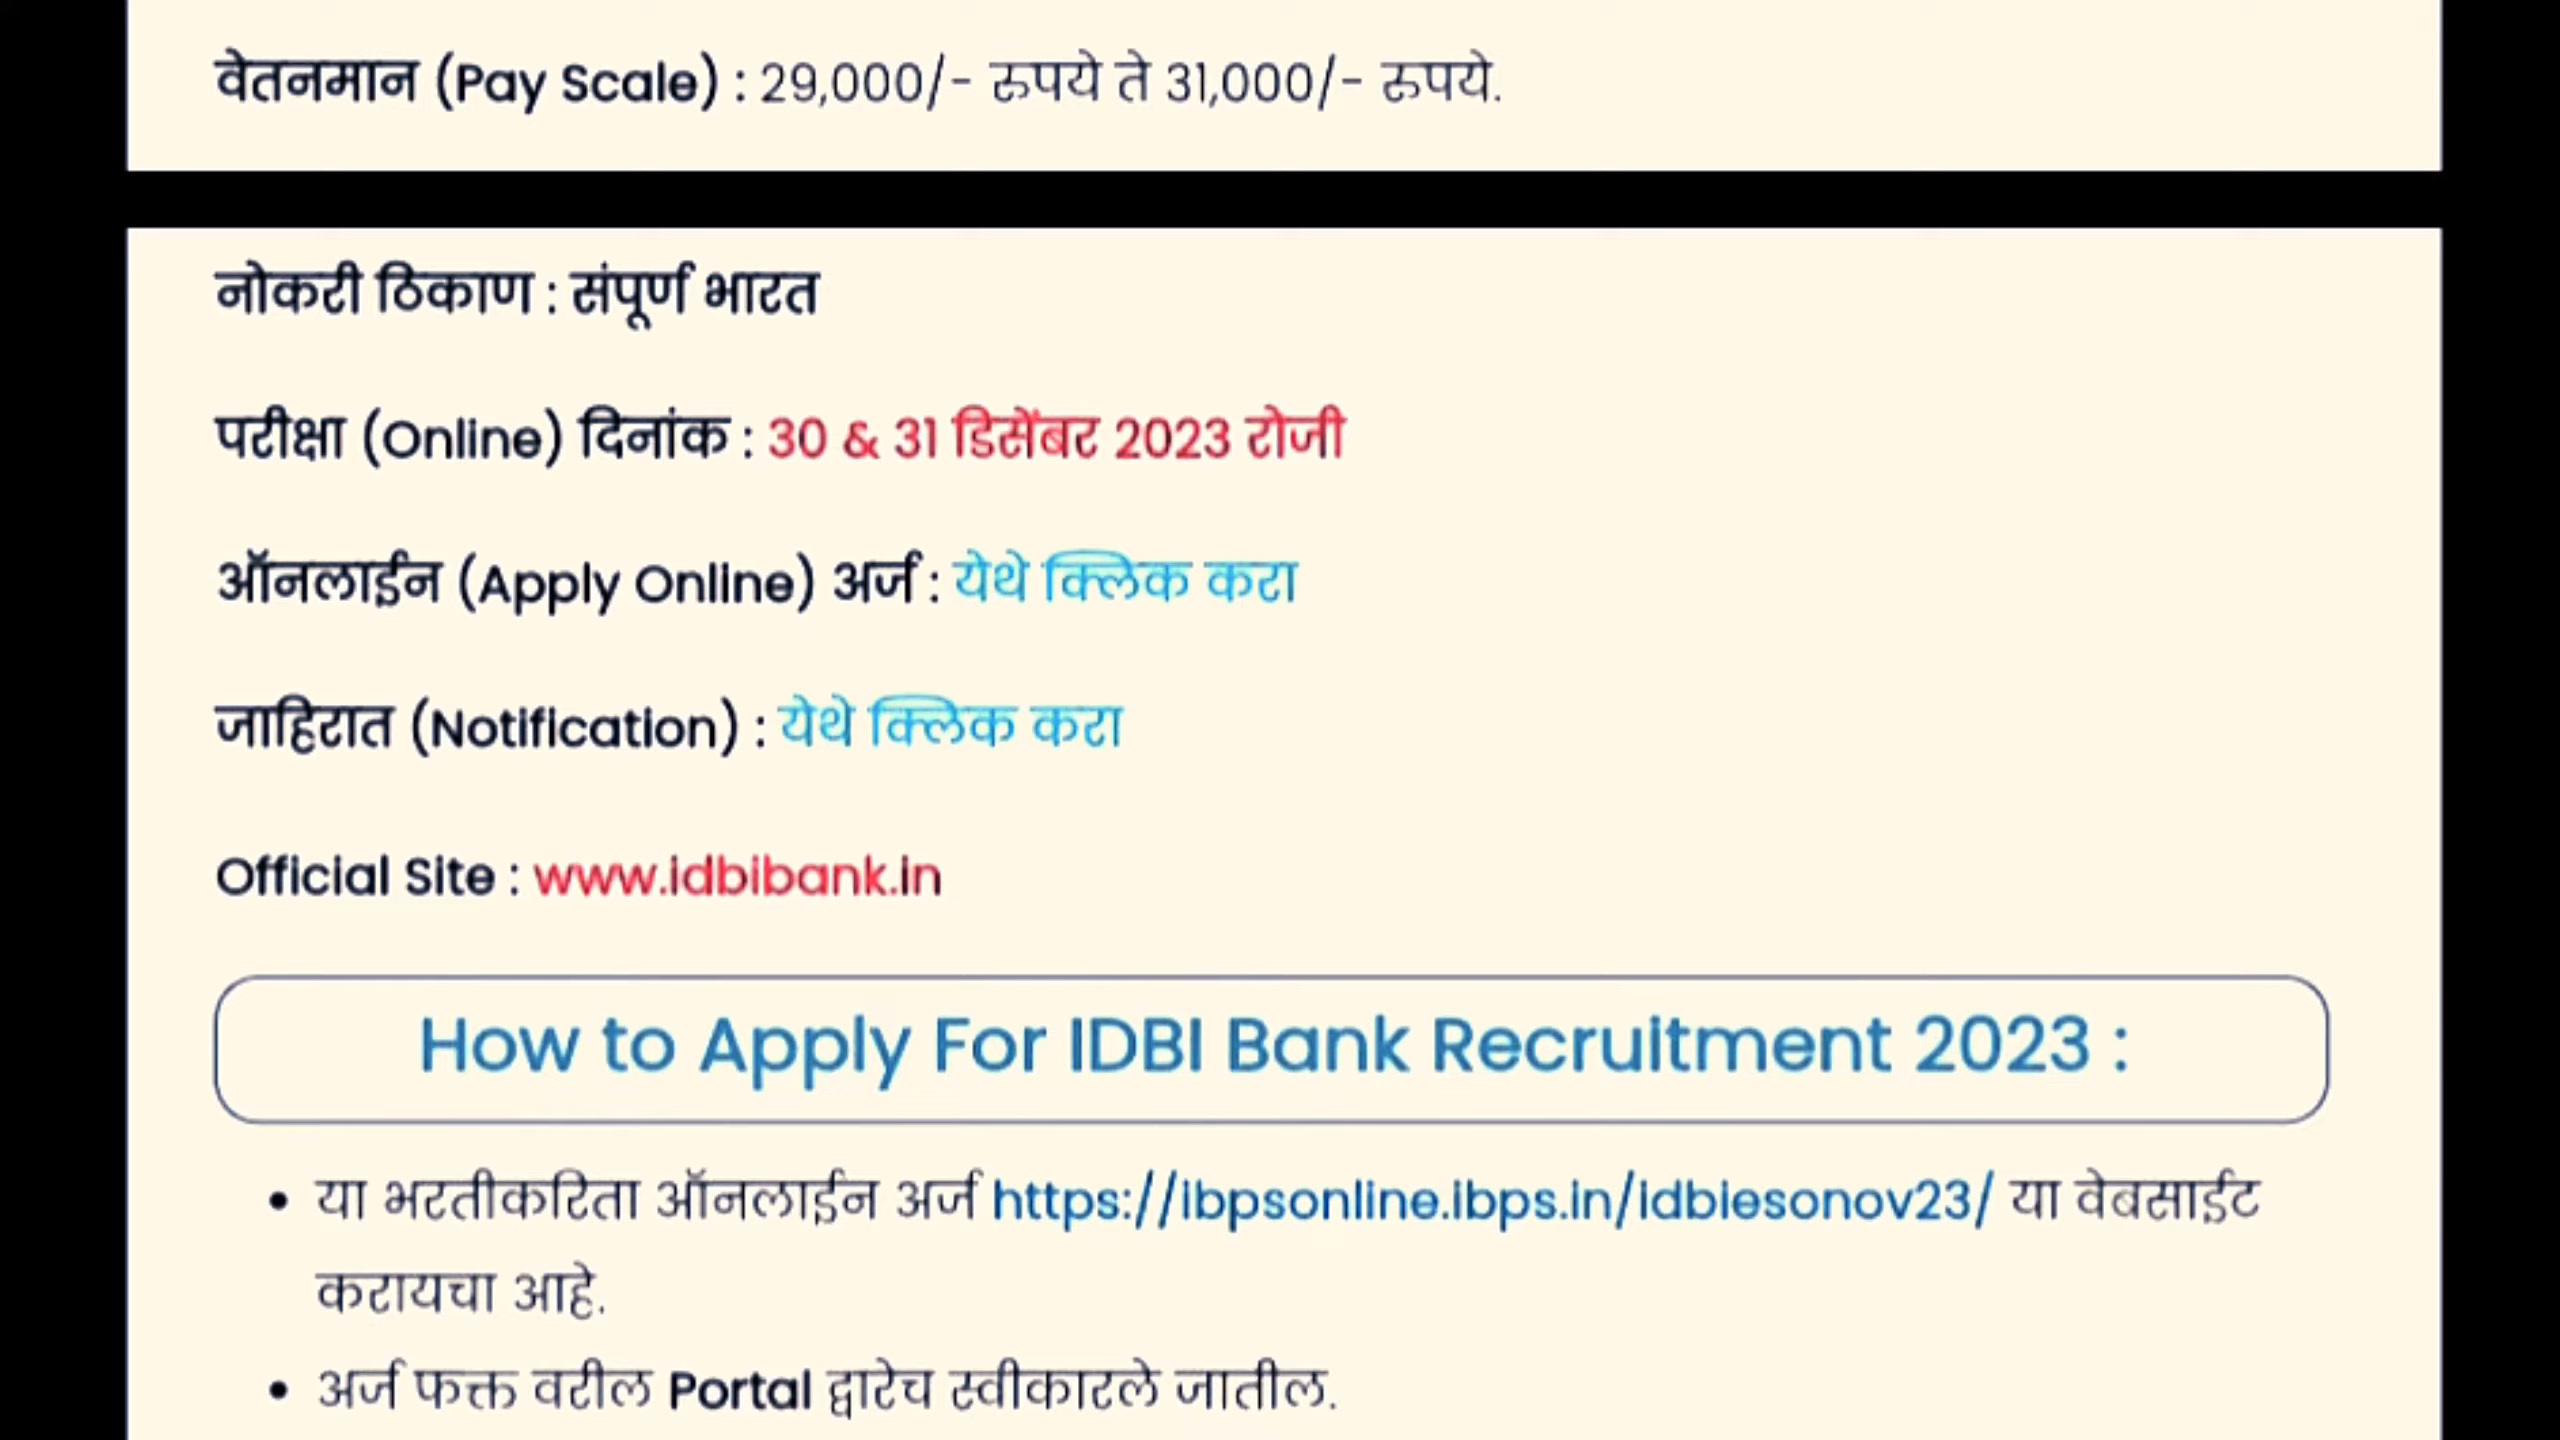 वेतनमान (Pay Scale) : 29,000/- रुपये ते 31,000/- रुपये.
नोकरी ठिकाण : संपूर्ण भारत
परीक्षा (Online) दिनांक : 30 & 31 डिसेंबर 2023 रोजी
ऑनलाईन (Apply Online) अर्ज : येथे क्लिक करा
जाहिरात (Notification) : येथे क्लिक करा
Official Site : www.idbibank.in
How to Apply For IDBI Bank Recruitment 2023 :
• या भरतीकरिता ऑनलाईन अर्ज https://ibpsonline.ibps.in/idbiesonov23/ या वेबसाईट
करायचा आहे.
• अर्ज फक्त वरील Portal द्वारेच स्वीकारले जातील.